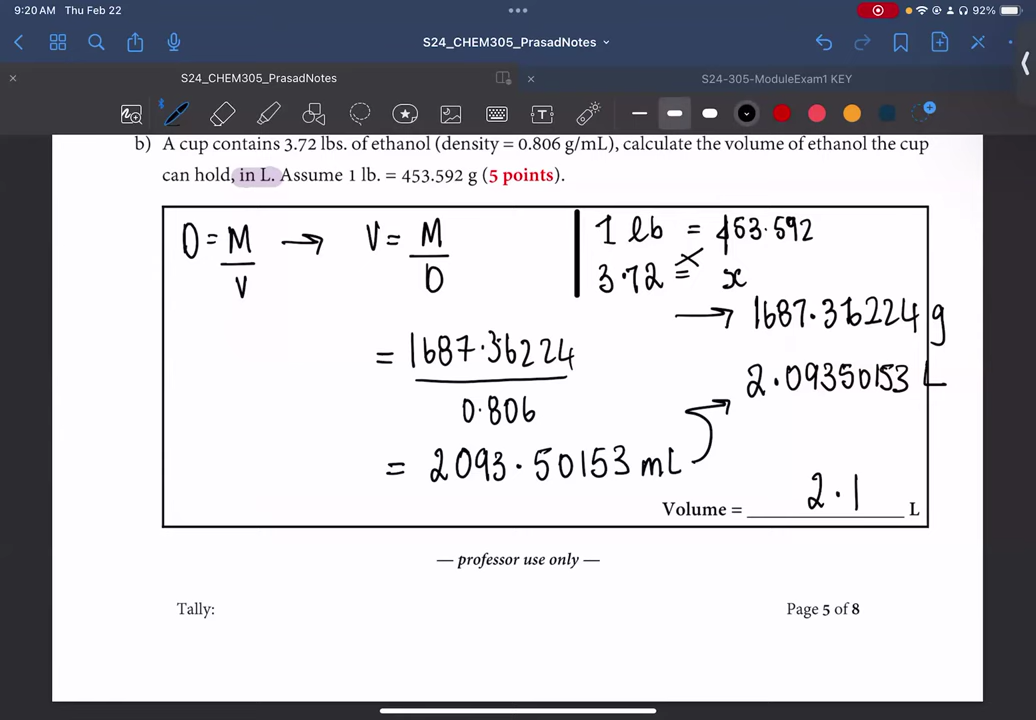 9:20 AM Thu Feb 22
92%
S24_CHEM305_PrasadNotes
S24_CHEM305_PrasadNotes
S24-305-ModuleExam1 KEY
b) A cup contains 3.72 lbs. of ethanol (density = 0.806 g/mL), calculate the volume of ethanol the cup
can hold, in L. Assume 1 lb. = 453.592 g (5 points).
D = M/V → V = M/D
1 lb = 453.592
3.72 = x
→ 1687.36224 g
= 1687.36224 / 0.806
2.09350153 L
= 2093.50153 mL
Volume = 2.1 L
— professor use only —
Tally:
Page 5 of 8